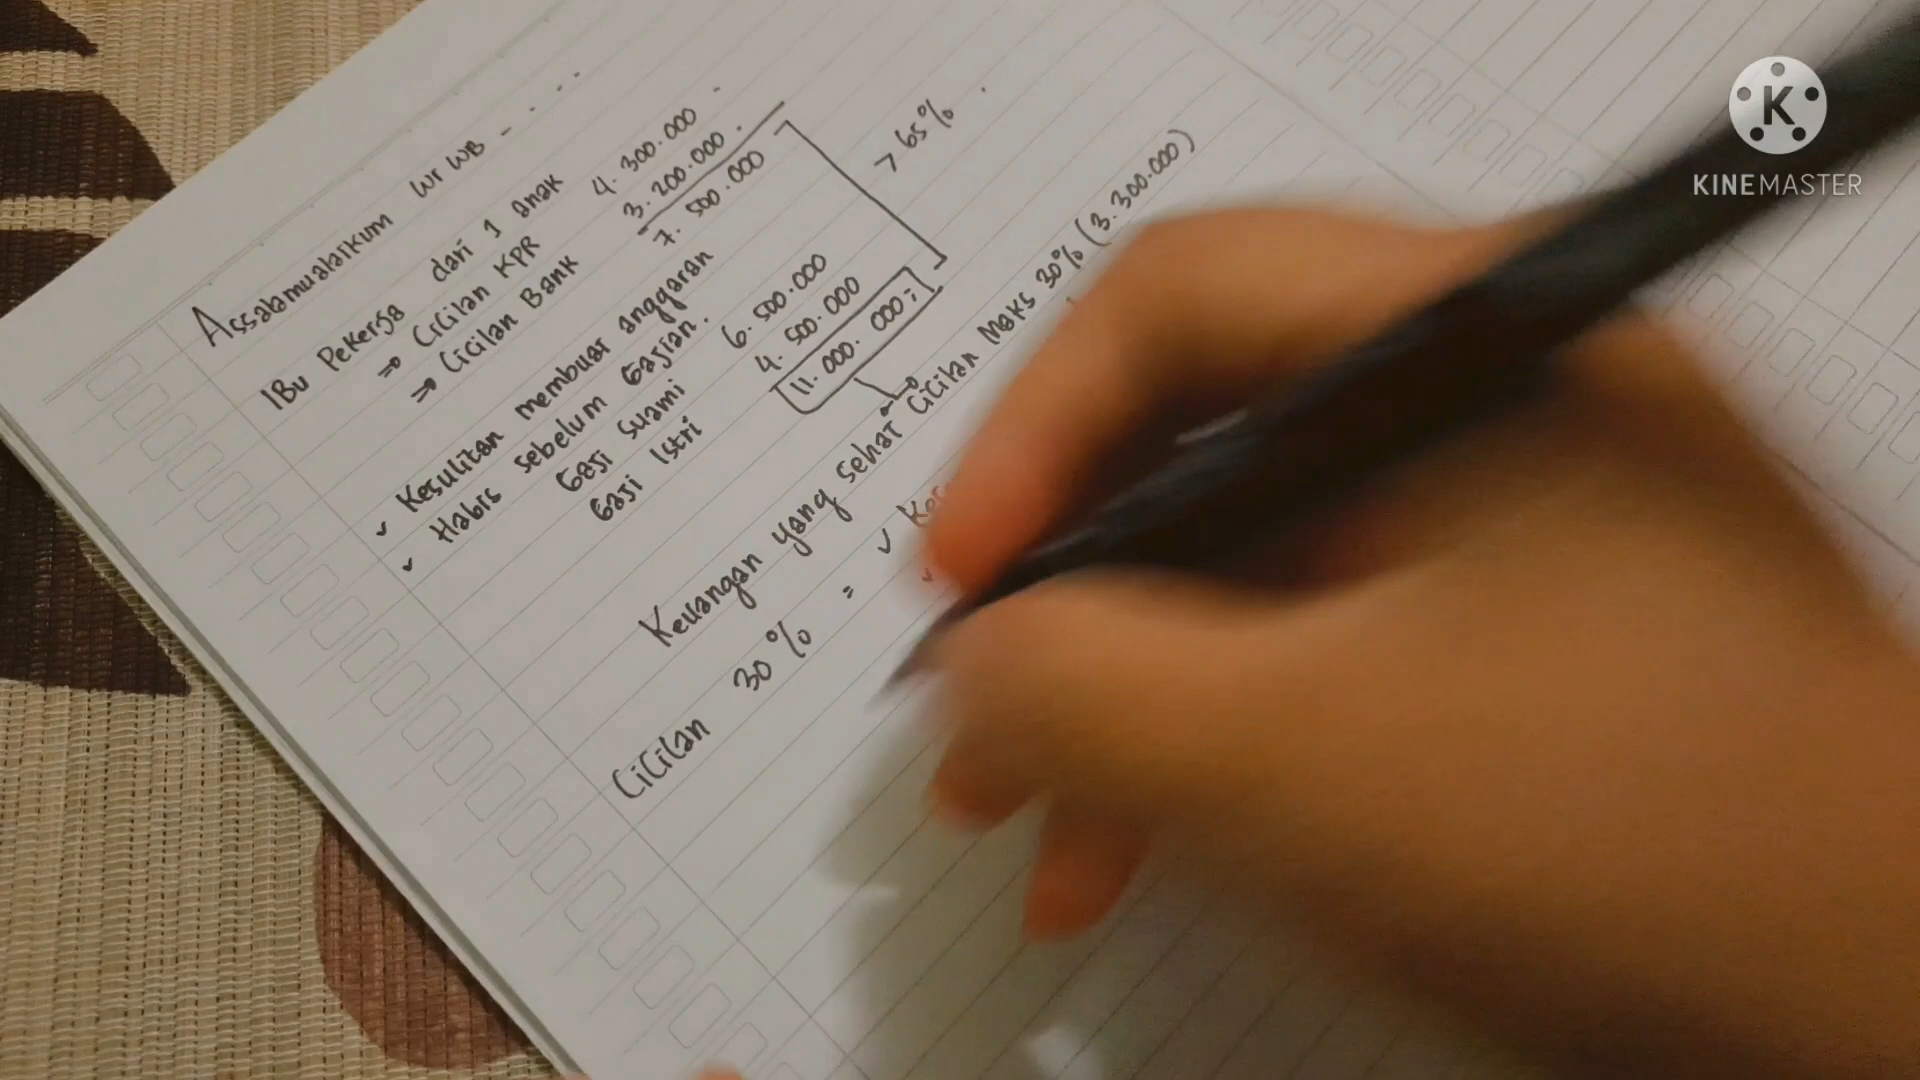 Assalamualaikum Wr WB - . . . .
IBu Pekerja dari 1 anak
⇒ Cicilan KPR 4.300.000
⇒ Cicilan Bank 3.200.000
7.500.000
> 65%
✓ Kesulitan membuat anggaran
✓ Habis sebelum Gajian.
Gaji Suami 6.500.000
Gaji Istri 4.500.000
11.000.000
Keuangan yang sehat → Cicilan Maks 30% (3.300.000)
Cicilan 30% = ✓
KINEMASTER